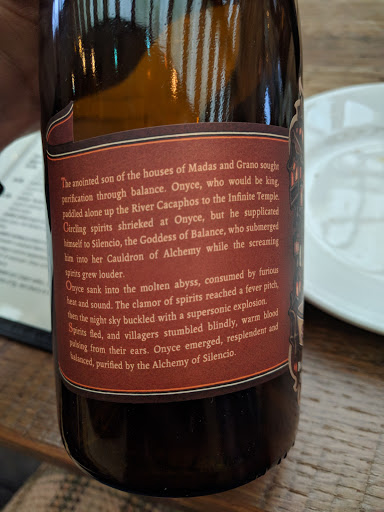 The anointed son of the houses of Madas and Grano sought
purification through balance. Onyce, who would be king,
paddled alone up the River Cacaphos to the Infinite Temple.
Circling spirits shrieked at Onyce, but he supplicated
himself to Silencio, the Goddess of Balance, who submerged
him into her Cauldron of Alchemy while the screaming
spirits grew louder.
Onyce sank into the molten abyss, consumed by furious
heat and sound. The clamor of spirits reached a fever pitch,
then the night sky buckled with a supersonic explosion.
Spirits fled, and villagers stumbled blindly, warm blood
pulsing from their ears. Onyce emerged, resplendent and
balanced, purified by the Alchemy of Silencio.